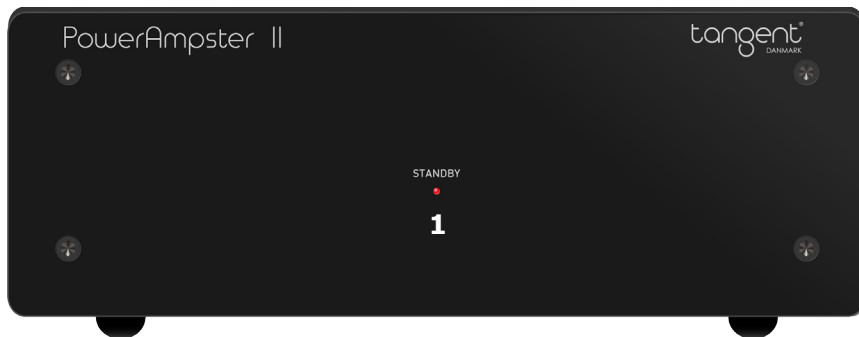 PowerAmpster II
tangent®
DANMARK
STANDBY
1